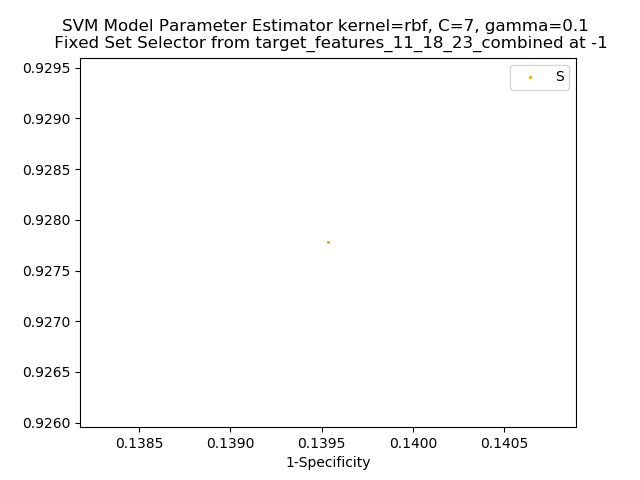 SVM Model Parameter Estimator kernel=rbf, C=7, gamma=0.1
Fixed Set Selector from target_features_11_18_23_combined at -1
S
0.9295
0.9290
0.9285
0.9280
0.9275
0.9270
0.9265
0.9260
0.1385 0.1390 0.1395 0.1400 0.1405
1-Specificity